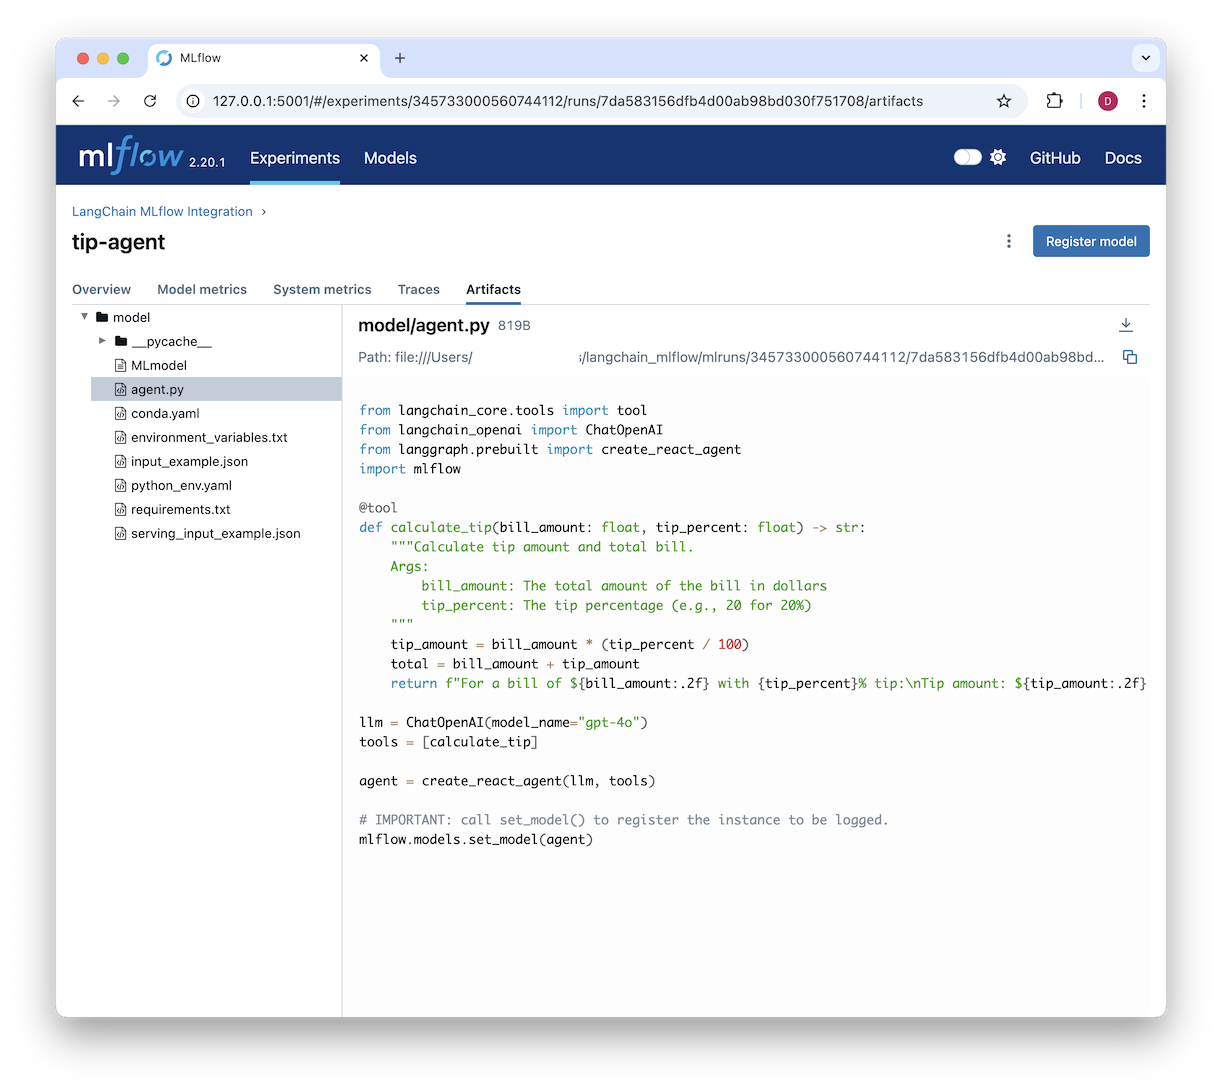 MLflow
127.0.0.1:5001/#/experiments/345733000560744112/runs/7da583156dfb4d00ab98bd030f751708/artifacts
D
mlflow 2.20.1 Experiments Models GitHub Docs
LangChain MLflow Integration
tip-agent
Register model
Overview Model metrics System metrics Traces Artifacts
model
__pycache__
MLmodel
agent.py
conda.yaml
environment_variables.txt
input_example.json
python_env.yaml
requirements.txt
serving_input_example.json
model/agent.py 819B
Path: file:///Users/ s/langchain_mlflow/mlruns/345733000560744112/7da583156dfb4d00ab98bd...
from langchain_core.tools import tool
from langchain_openai import ChatOpenAI
from langgraph.prebuilt import create_react_agent
import mlflow
@tool
def calculate_tip(bill_amount: float, tip_percent: float) -> str:
"""Calculate tip amount and total bill.
Args:
bill_amount: The total amount of the bill in dollars
tip_percent: The tip percentage (e.g., 20 for 20%)
"""
tip_amount = bill_amount * (tip_percent / 100)
total = bill_amount + tip_amount
return f"For a bill of ${bill_amount:.2f} with {tip_percent}% tip:\nTip amount: ${tip_amount:.2f}
llm = ChatOpenAI(model_name="gpt-4o")
tools = [calculate_tip]
agent = create_react_agent(llm, tools)
# IMPORTANT: call set_model() to register the instance to be logged.
mlflow.models.set_model(agent)